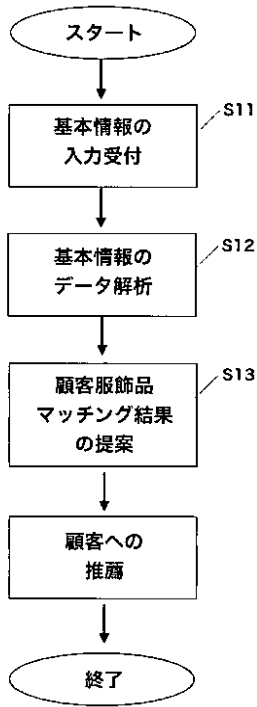 スタート
S11
基本情報の
入力受付
S12
基本情報の
データ解析
S13
顧客服飾品
マッチング結果
の提案
顧客への
推薦
終了